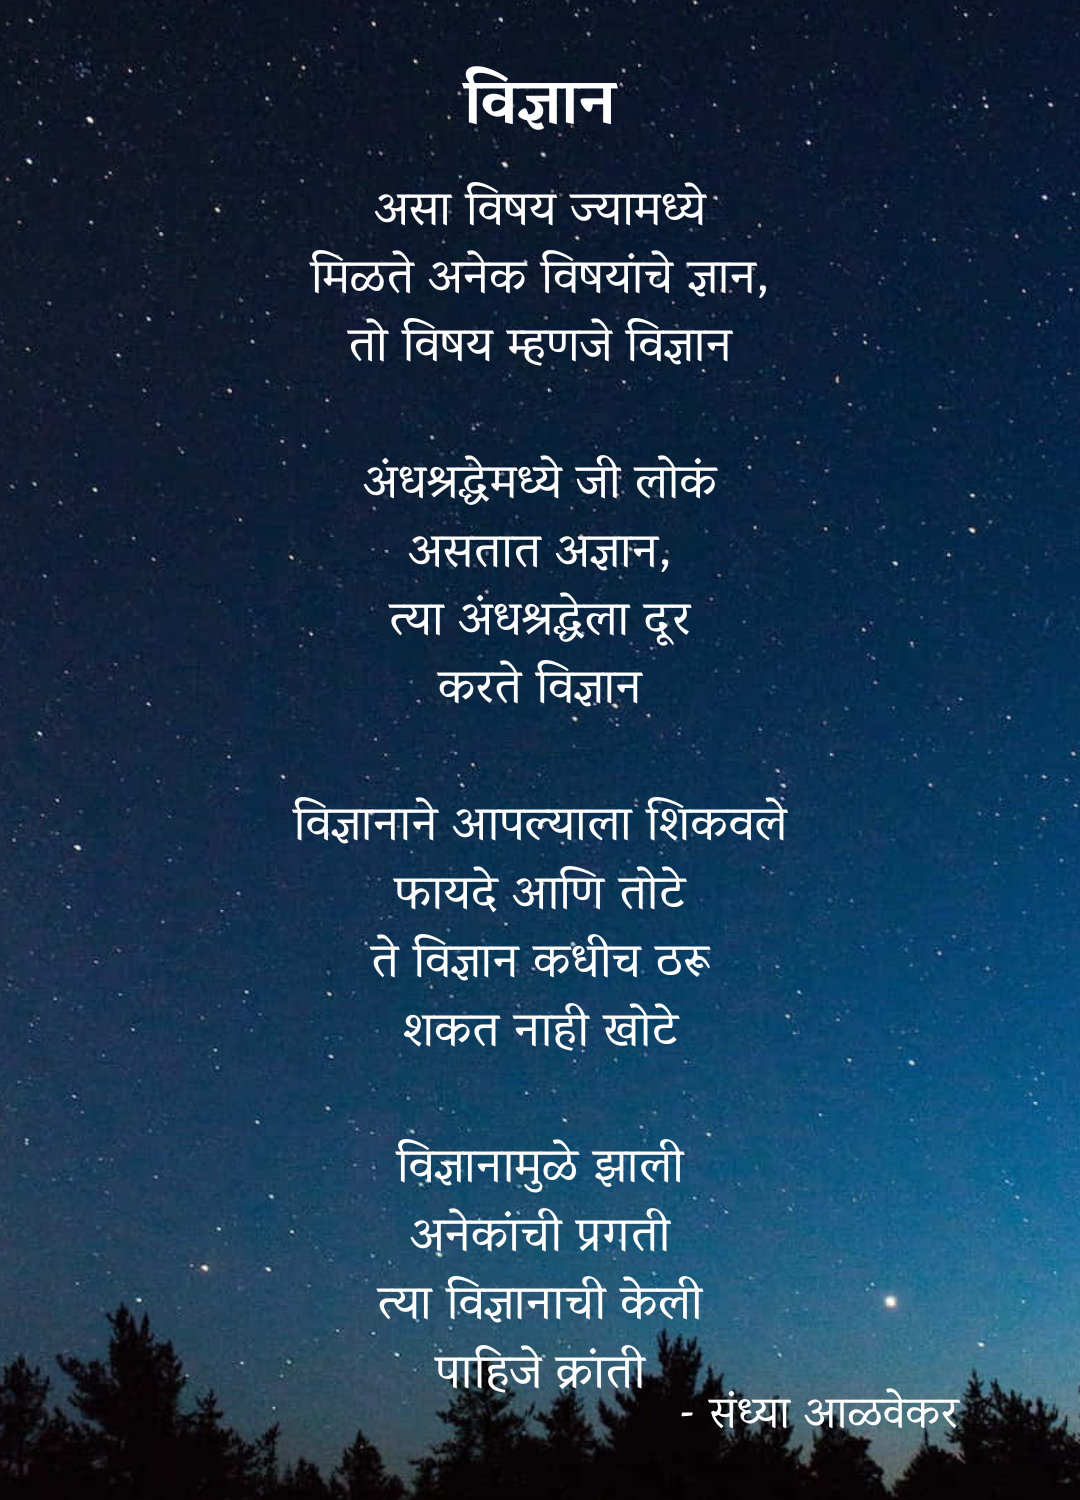 विज्ञान
असा विषय ज्यामध्ये
मिळते अनेक विषयांचे ज्ञान,
तो विषय म्हणजे विज्ञान
अंधश्रद्धेमध्ये जी लोकं
असतात अज्ञान,
त्या अंधश्रद्धेला दूर
करते विज्ञान
विज्ञानाने आपल्याला शिकवले
फायदे आणि तोटे
ते विज्ञान कधीच ठरू
शकत नाही खोटे
विज्ञानामुळे झाली
अनेकांची प्रगती
त्या विज्ञानाची केली
पाहिजे क्रांती
- संध्या आळवेकर